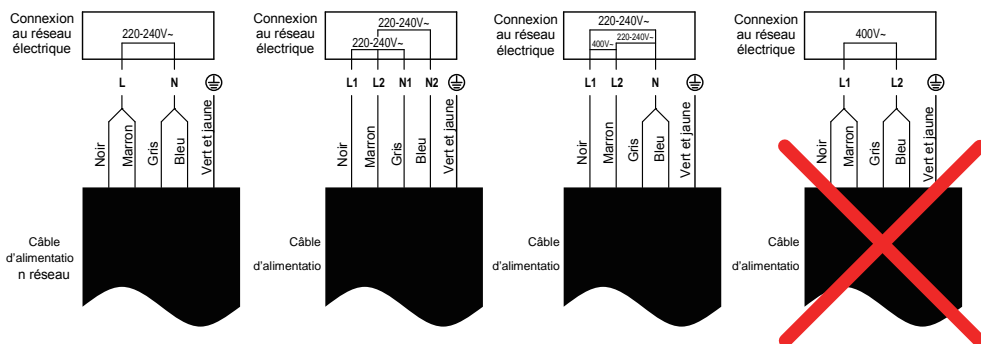 Connexion
au réseau
électrique
220-240V~
L
N
Noir
Marron
Gris
Bleu
Vert et jaune
Câble
d'alimentatio
n réseau
Connexion
au réseau
électrique
220-240V~
220-240V~
L1
L2
N1
N2
Noir
Marron
Gris
Bleu
Vert et jaune
Câble
d'alimentatio
Connexion
au réseau
électrique
220-240V~
400V~
220-240V~
L1
L2
N
Noir
Marron
Gris
Bleu
Vert et jaune
Câble
d'alimentatio
Connexion
au réseau
électrique
400V~
L1
L2
Noir
Marron
Gris
Bleu
Vert et jaune
Câble
d'alimentatio